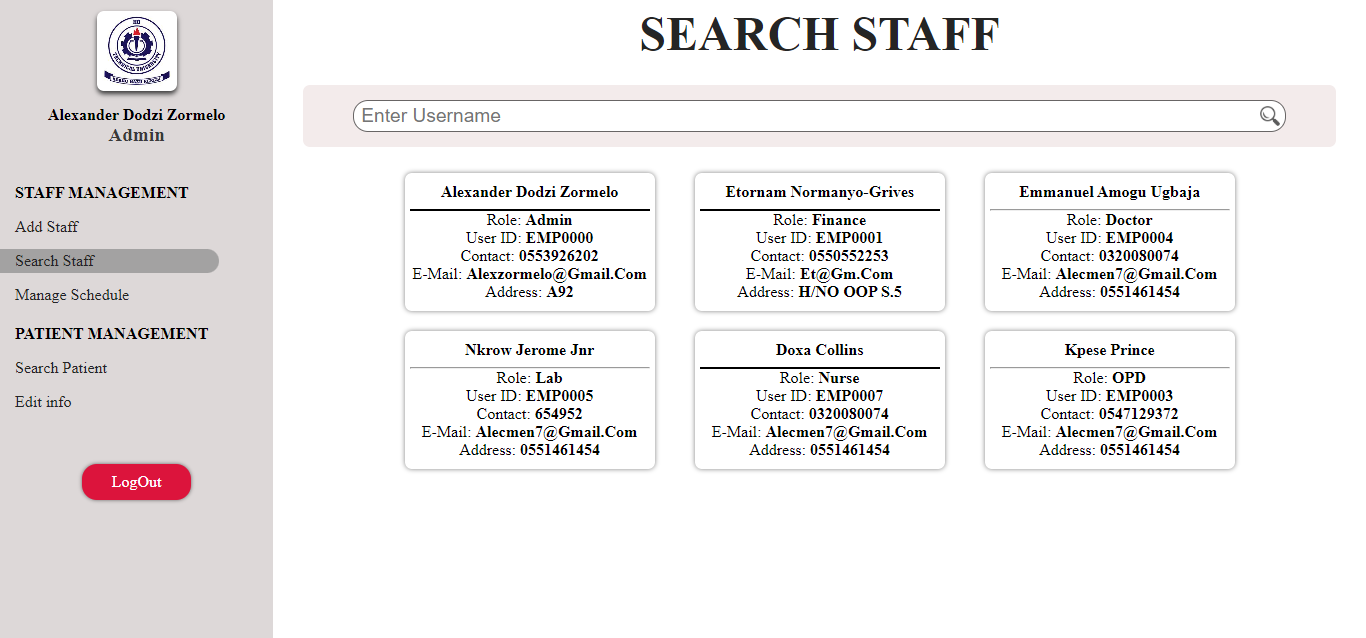 HO
TECHNICAL UNIVERSITY
Alexander Dodzi Zormelo
Admin
STAFF MANAGEMENT
Add Staff
Search Staff
Manage Schedule
PATIENT MANAGEMENT
Search Patient
Edit info
LogOut
SEARCH STAFF
Enter Username
Alexander Dodzi Zormelo
Role: Admin
User ID: EMP0000
Contact: 0553926202
E-Mail: Alexzormelo@Gmail.Com
Address: A92
Etornam Normanyo-Grives
Role: Finance
User ID: EMP0001
Contact: 0550552253
E-Mail: Et@Gm.Com
Address: H/NO OOP S.5
Emmanuel Amogu Ugbaja
Role: Doctor
User ID: EMP0004
Contact: 0320080074
E-Mail: Alecmen7@Gmail.Com
Address: 0551461454
Nkrow Jerome Jnr
Role: Lab
User ID: EMP0005
Contact: 654952
E-Mail: Alecmen7@Gmail.Com
Address: 0551461454
Doxa Collins
Role: Nurse
User ID: EMP0007
Contact: 0320080074
E-Mail: Alecmen7@Gmail.Com
Address: 0551461454
Kpese Prince
Role: OPD
User ID: EMP0003
Contact: 0547129372
E-Mail: Alecmen7@Gmail.Com
Address: 0551461454